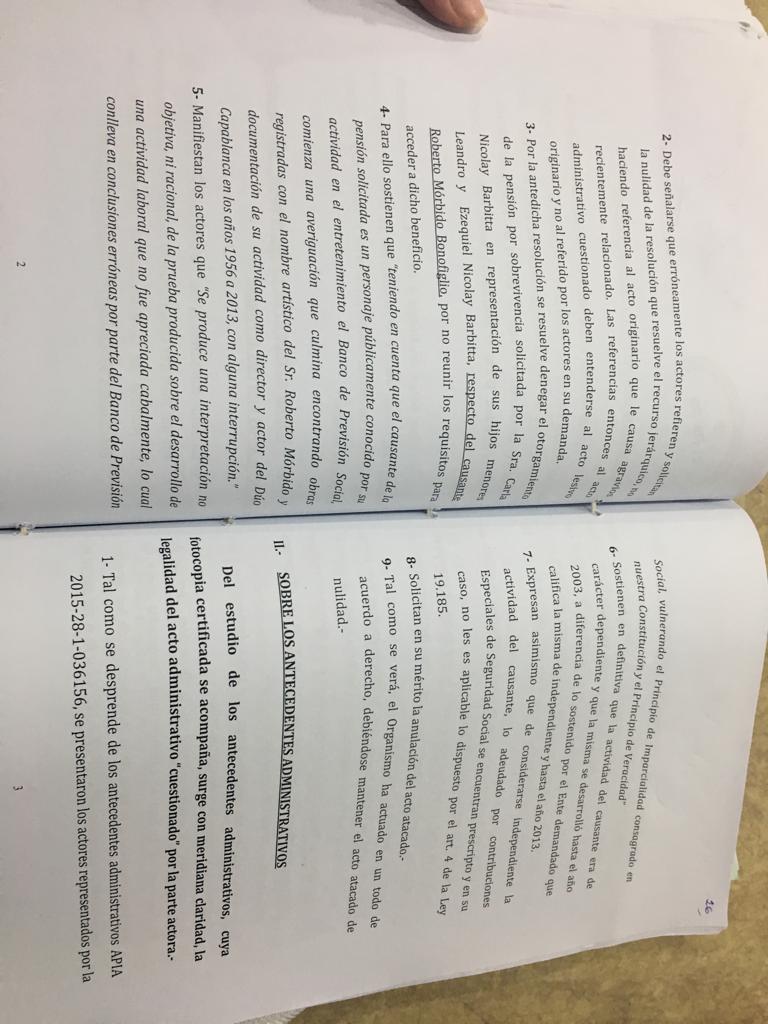 2- Debe señalarse que erróneamente los actores refieren y solicitan
la nulidad de la resolución que resuelve el recurso jerárquico, no
haciendo referencia al acto originario que le causa agravios
recientemente relacionado. Las referencias entonces al acto
administrativo cuestionado deben entenderse al acto lesivo
originario y no al referido por los actores en su demanda.
3- Por la antedicha resolución se resuelve denegar el otorgamiento
de la pensión por sobrevivencia solicitada por la Sra. Carla
Nicolay Barbitta en representación de sus hijos menores
Leandro y Ezequiel Nicolay Barbitta, respecto del causante
Roberto Mórbido Bonofiglio, por no reunir los requisitos para
acceder a dicho beneficio.
4- Para ello sostienen que "teniendo en cuenta que el causante de la
pensión solicitada es un personaje públicamente conocido por su
actividad en el entretenimiento el Banco de Previsión Social,
comienza una averiguación que culmina encontrando obras
registradas con el nombre artístico del Sr. Roberto Mórbido y
documentación de su actividad como director y actor del Dúo
Capablanca en los años 1956 a 2013, con alguna interrupción."
5- Manifiestan los actores que "Se produce una interpretación no
objetiva, ni racional, de la prueba producida sobre el desarrollo de
una actividad laboral que no fue apreciada cabalmente, lo cual
conlleva en conclusiones erróneas por parte del Banco de Previsión
2
26
Social, vulnerando el Principio de Imparcialidad consagrado en
nuestra Constitución y el Principio de Veracidad"
6- Sostienen en definitiva que la actividad del causante era de
carácter dependiente y que la misma se desarrolló hasta el año
2003, a diferencia de lo sostenido por el Ente demandado que
califica la misma de independiente y hasta el año 2013.
7- Expresan asimismo que de considerarse independiente la
actividad del causante, lo adeudado por contribuciones
Especiales de Seguridad Social se encuentran prescripto y en su
caso, no les es aplicable lo dispuesto por el art. 4 de la Ley
19.185.
8- Solicitan en su mérito la anulación del acto atacado.-
9- Tal como se verá, el Organismo ha actuado en un todo de
acuerdo a derecho, debiéndose mantener el acto atacado de
nulidad.-
II.- SOBRE LOS ANTECEDENTES ADMINISTRATIVOS
Del estudio de los antecedentes administrativos, cuya
fotocopia certificada se acompaña, surge con meridiana claridad, la
legalidad del acto administrativo "cuestionado" por la parte actora.-
1- Tal como se desprende de los antecedentes administrativos APIA
2015-28-1-036156, se presentaron los actores representados por la
3